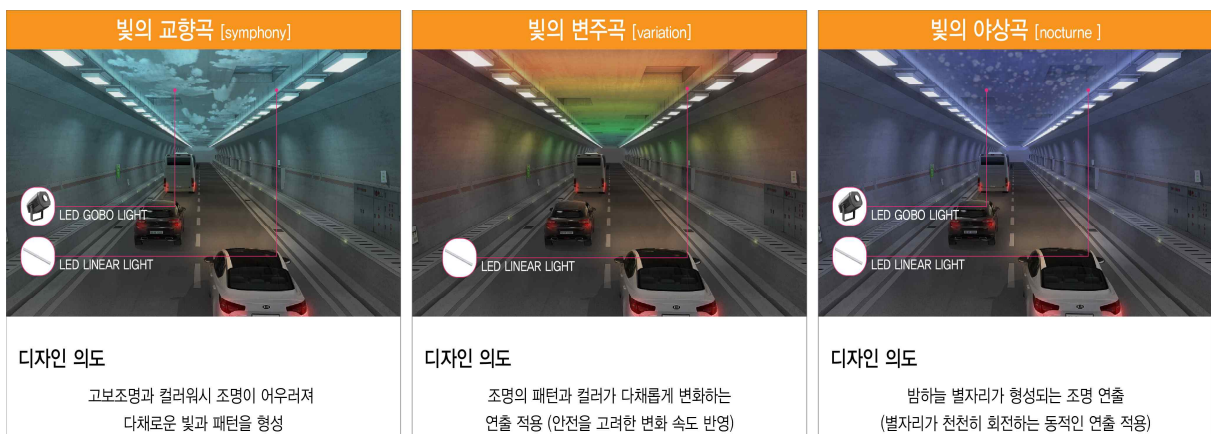 빛의 교향곡 [symphony]
LED GOBO LIGHT
LED LINEAR LIGHT
디자인 의도
고보조명과 컬러워시 조명이 어우러져
다채로운 빛과 패턴을 형성
빛의 변주곡 [variation]
LED LINEAR LIGHT
디자인 의도
조명의 패턴과 컬러가 다채롭게 변화하는
연출 적용 (안전을 고려한 변화 속도 반영)
빛의 야상곡 [nocturne ]
LED GOBO LIGHT
LED LINEAR LIGHT
디자인 의도
밤하늘 별자리가 형성되는 조명 연출
(별자리가 천천히 회전하는 동적인 연출 적용)